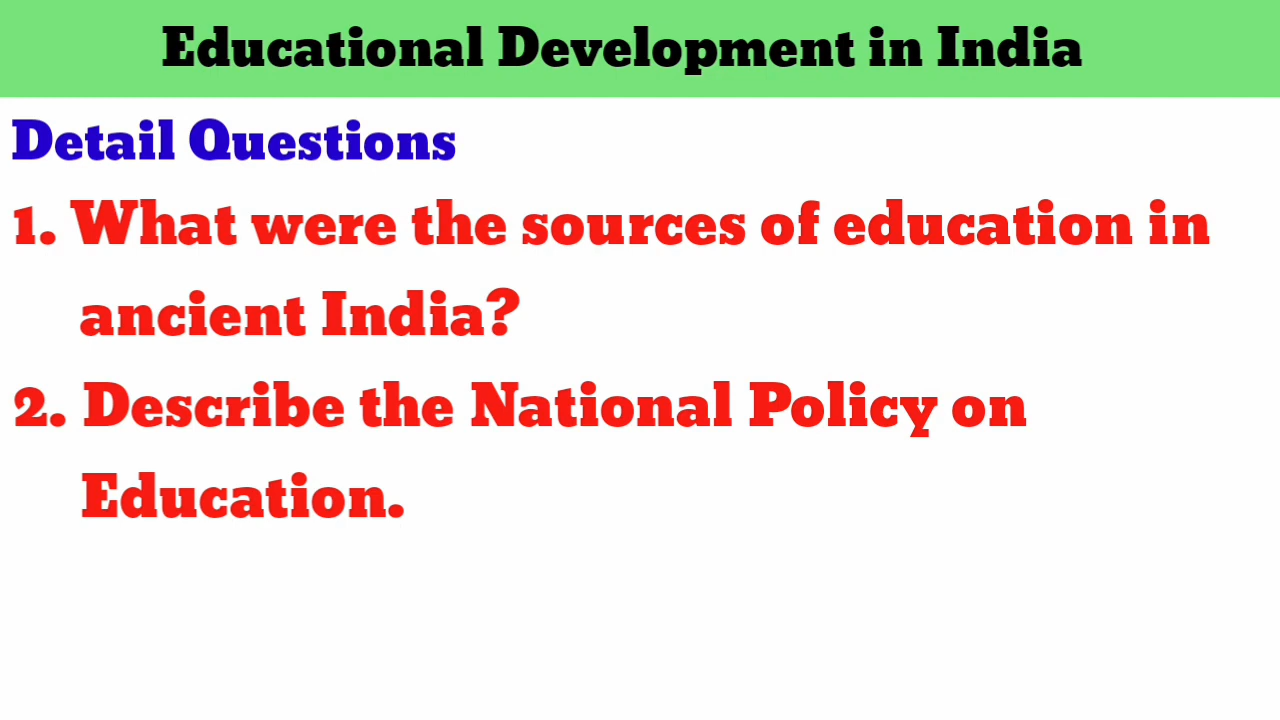 Educational Development in India
Detail Questions
1. What were the sources of education in
ancient India?
2. Describe the National Policy on
Education.